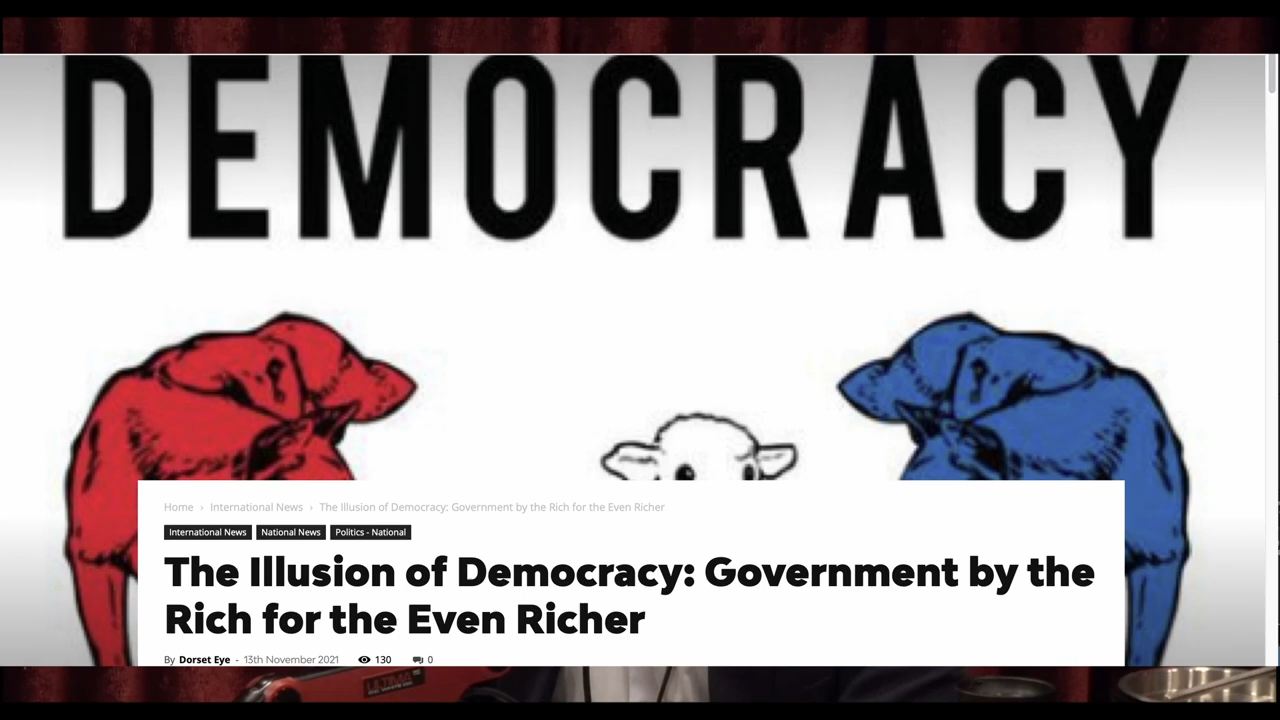 DEMOCRACY
Home › International News › The Illusion of Democracy: Government by the Rich for the Even Richer
International News National News Politics - National
The Illusion of Democracy: Government by the
Rich for the Even Richer
By Dorset Eye - 13th November 2021 130 0
ULTIMA